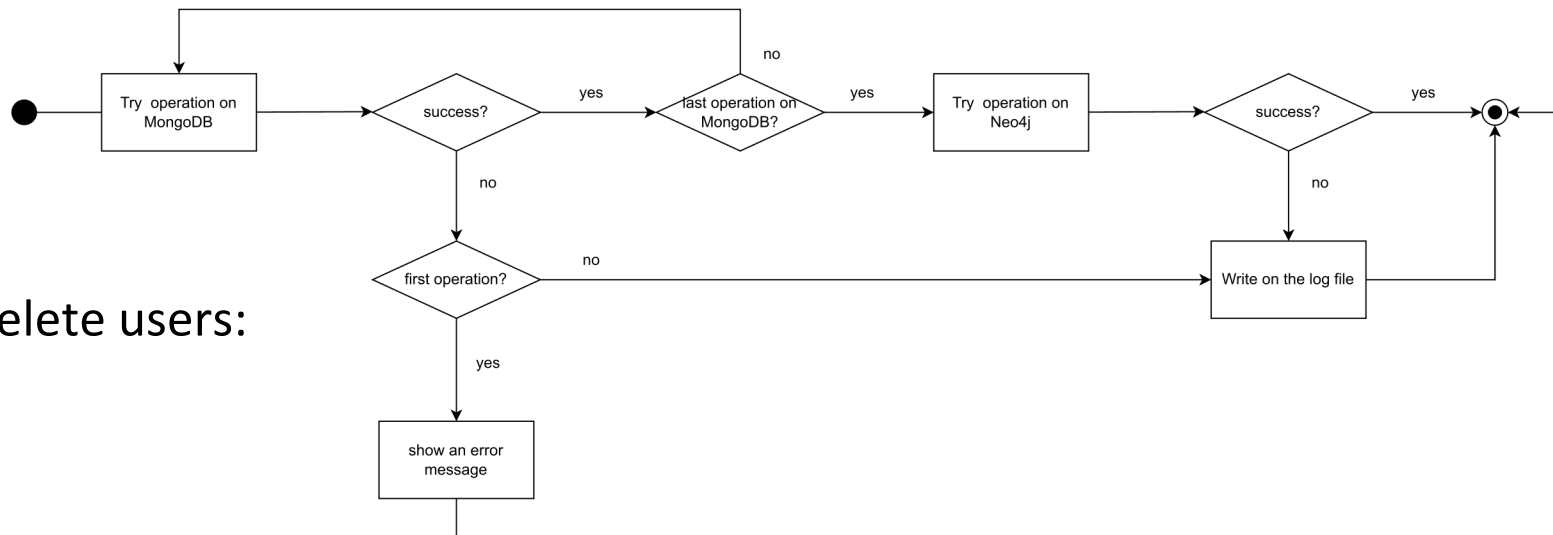 no
Try operation on
MongoDB
success?
yes
last operation on
MongoDB?
yes
Try operation on
Neo4j
success?
yes
no
no
first operation?
no
Write on the log file
elete users:
yes
show an error
message